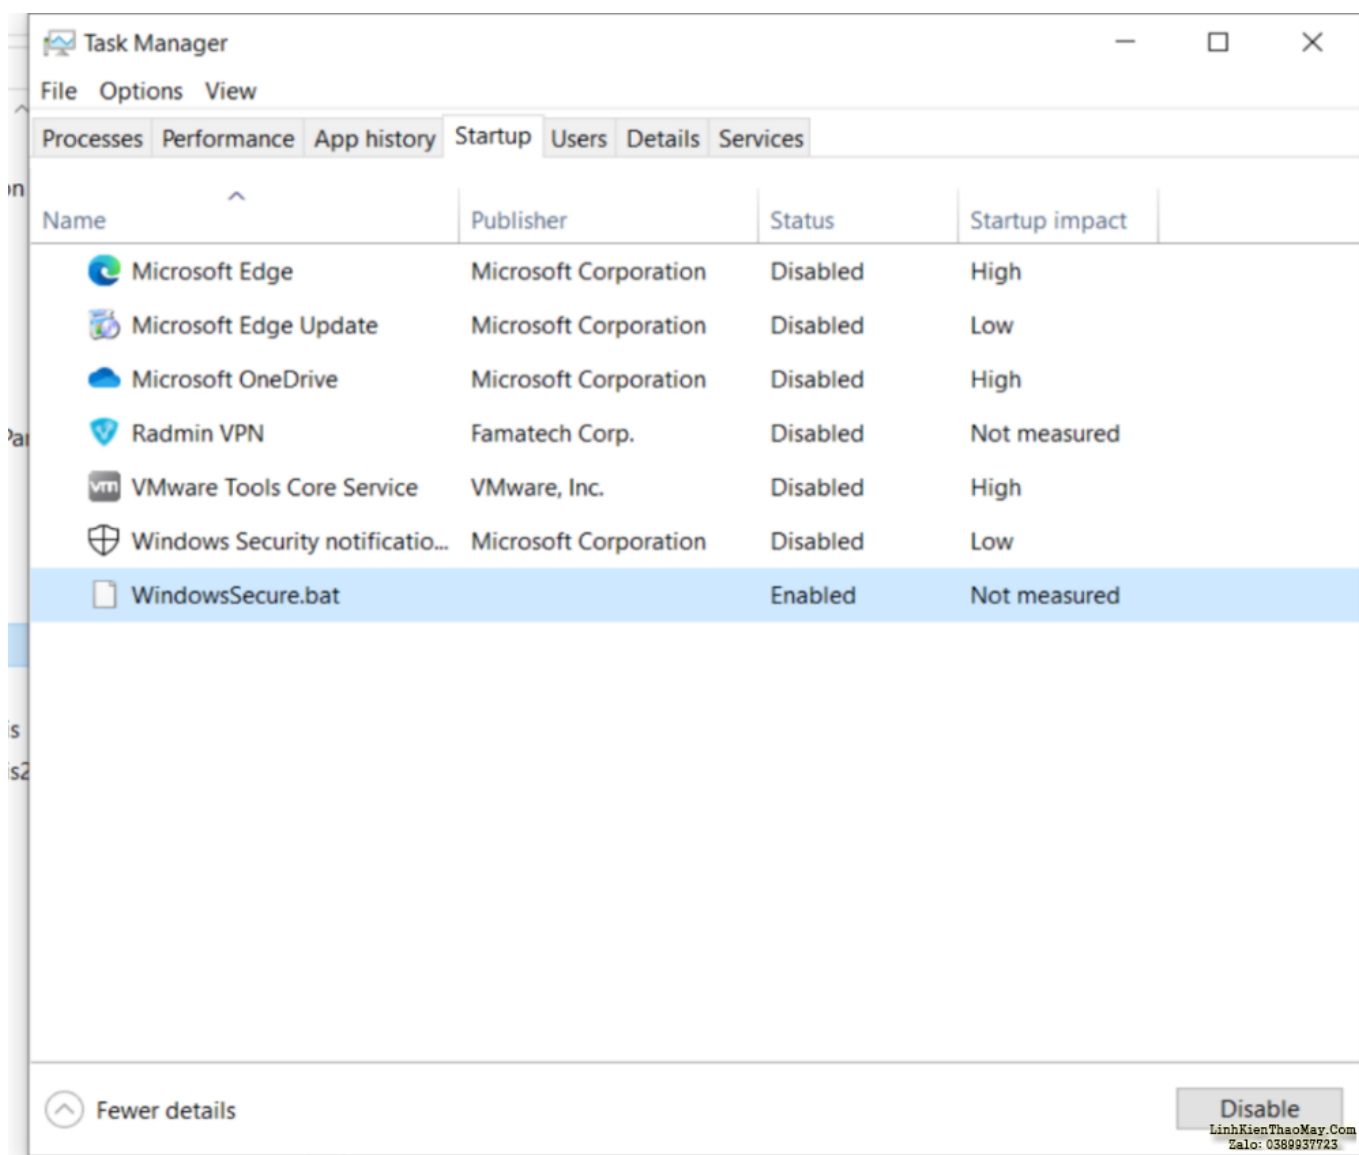 Task Manager
File Options View
Processes Performance App history Startup Users Details Services
on
Name Publisher Status Startup impact
Microsoft Edge Microsoft Corporation Disabled High
Microsoft Edge Update Microsoft Corporation Disabled Low
Microsoft OneDrive Microsoft Corporation Disabled High
Radmin VPN Famatech Corp. Disabled Not measured
VMware Tools Core Service VMware, Inc. Disabled High
Windows Security notificatio... Microsoft Corporation Disabled Low
WindowsSecure.bat Enabled Not measured
is
is2
Fewer details Disable
LinhKienThaoMay.Com
Zalo: 0389937723